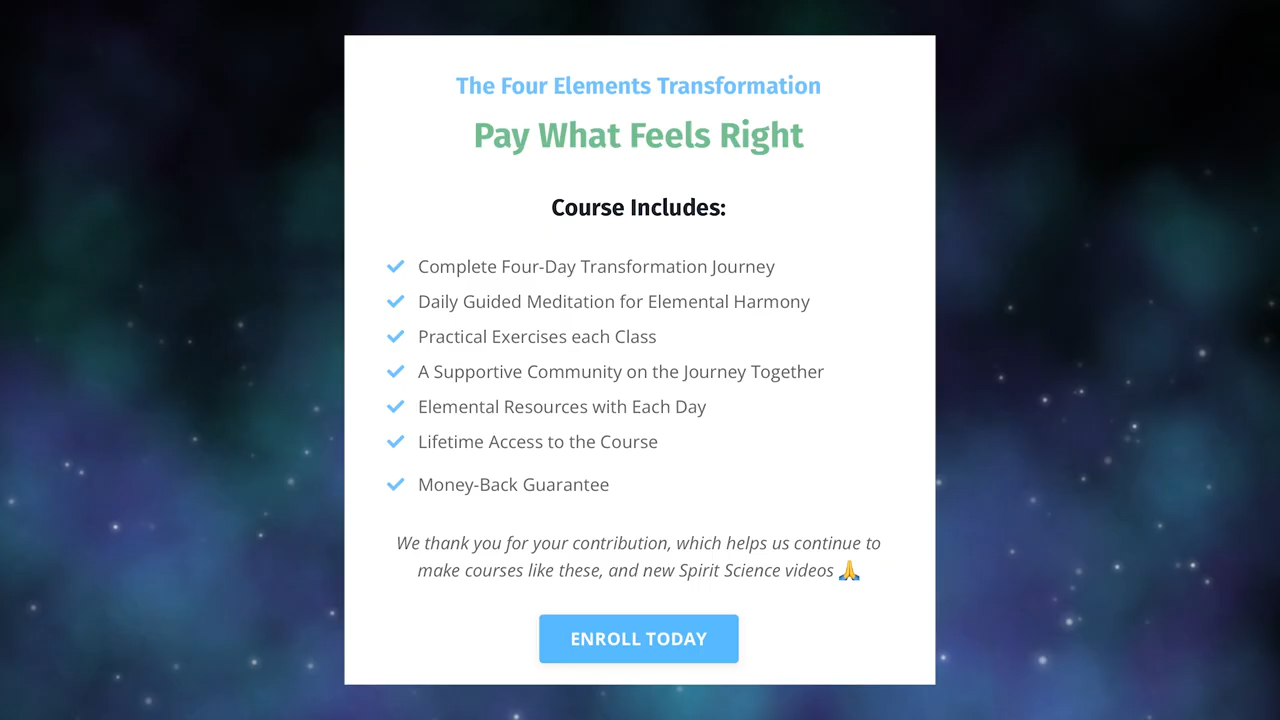 The Four Elements Transformation
Pay What Feels Right
Course Includes:
Complete Four-Day Transformation Journey
Daily Guided Meditation for Elemental Harmony
Practical Exercises each Class
A Supportive Community on the Journey Together
Elemental Resources with Each Day
Lifetime Access to the Course
Money-Back Guarantee
We thank you for your contribution, which helps us continue to
make courses like these, and new Spirit Science videos 🙏
ENROLL TODAY